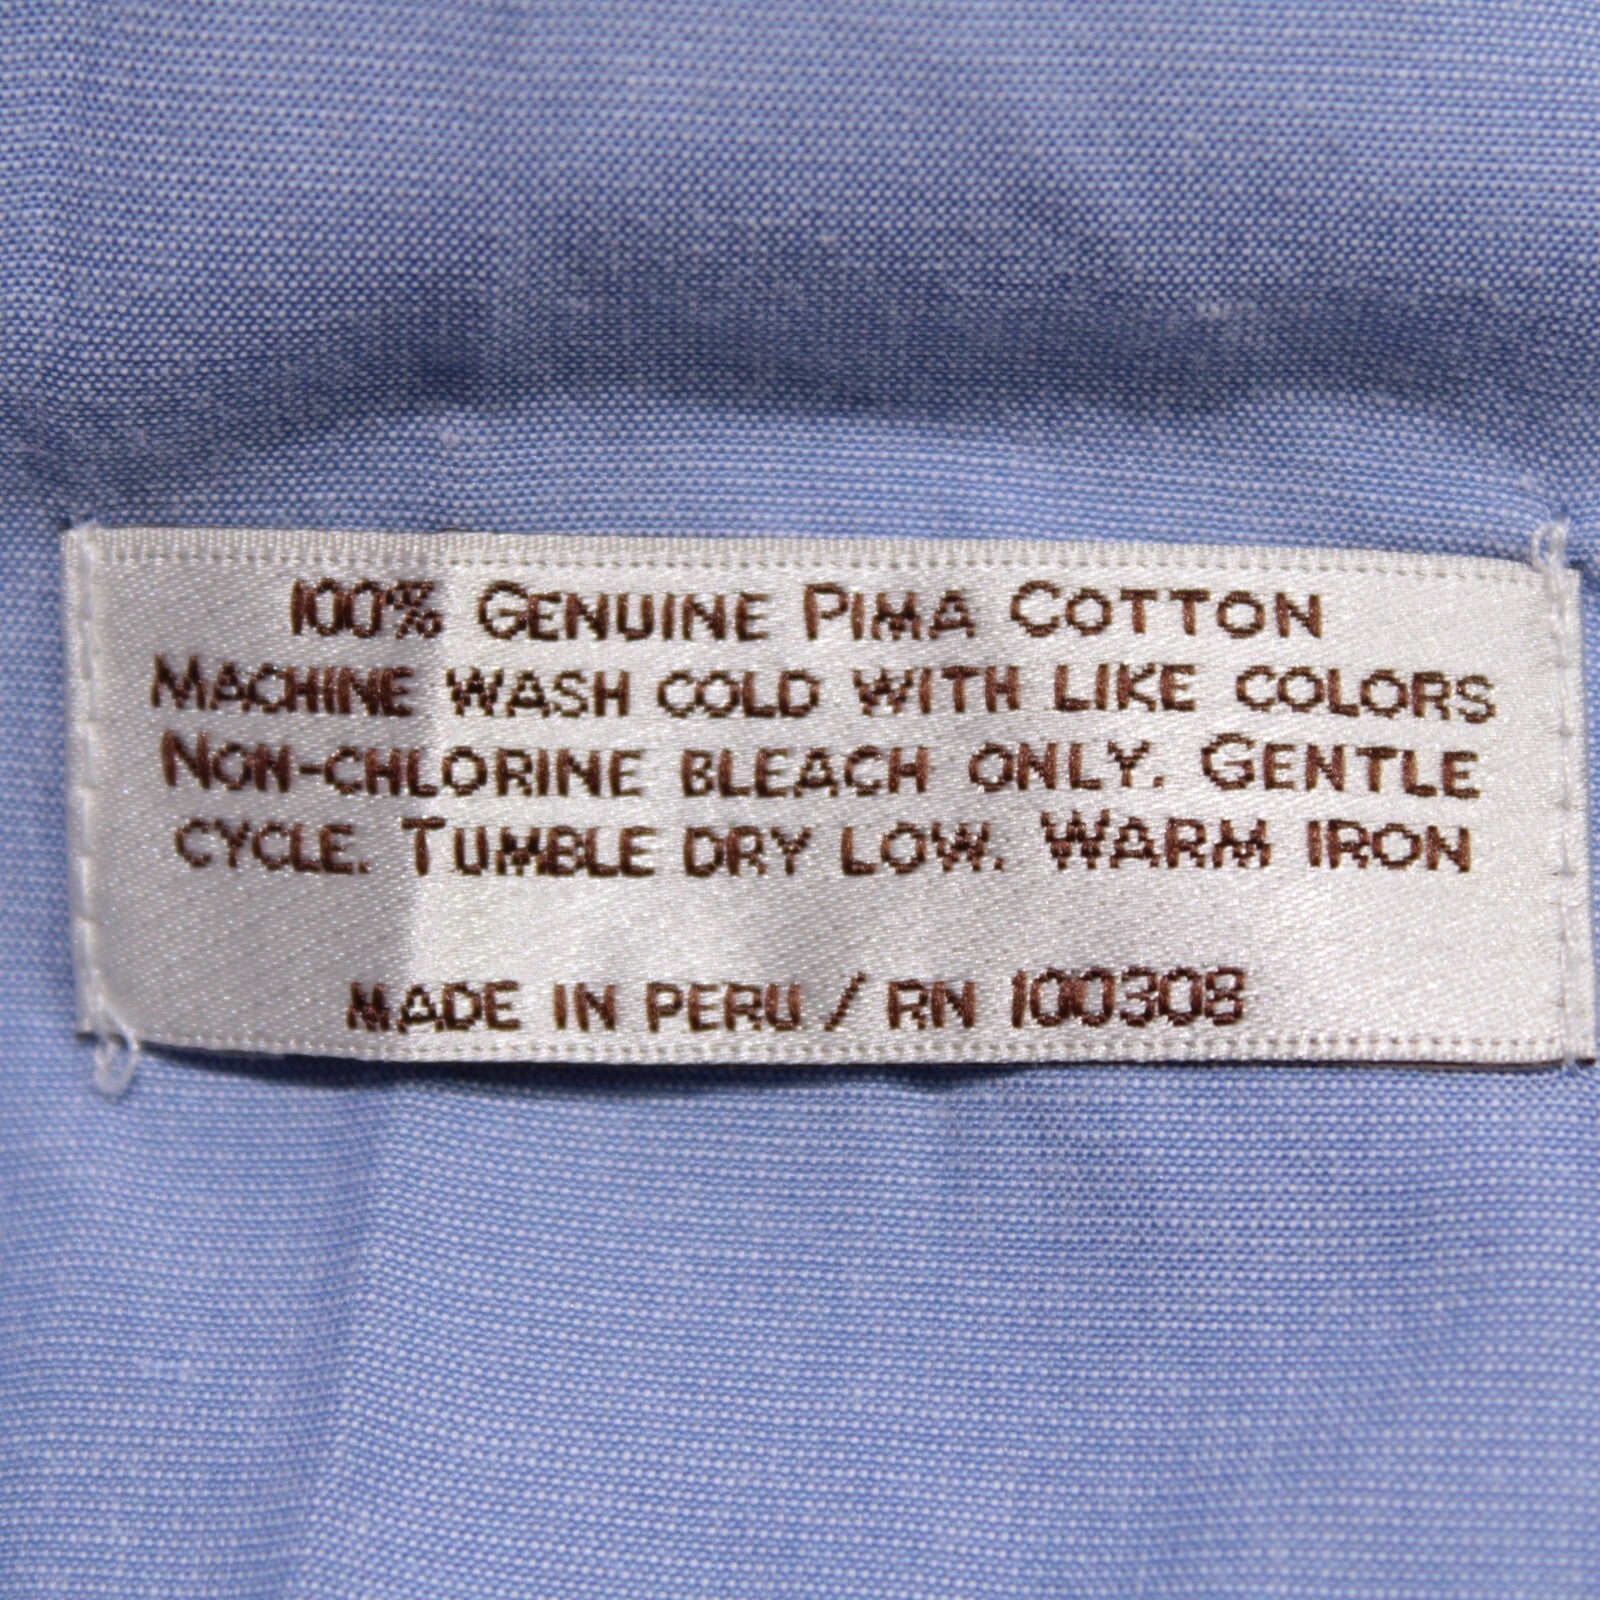 100% Genuine Pima Cotton
Machine wash cold with like colors
Non-chlorine bleach only. Gentle
cycle. Tumble dry low. Warm iron
made in Peru / RN 100308